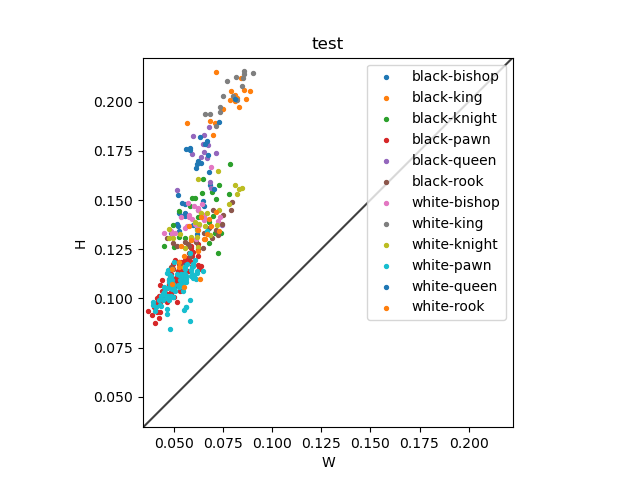 test
0.200
0.175
0.150
0.125
0.100
0.075
0.050
H
0.050 0.075 0.100 0.125 0.150 0.175 0.200
W
black-bishop
black-king
black-knight
black-pawn
black-queen
black-rook
white-bishop
white-king
white-knight
white-pawn
white-queen
white-rook